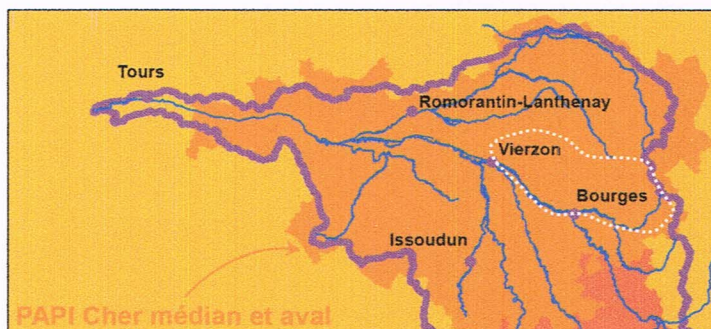 Tours
Romorantin-Lanthenay
Vierzon
Bourges
Issoudun
PAPI Cher médian et aval